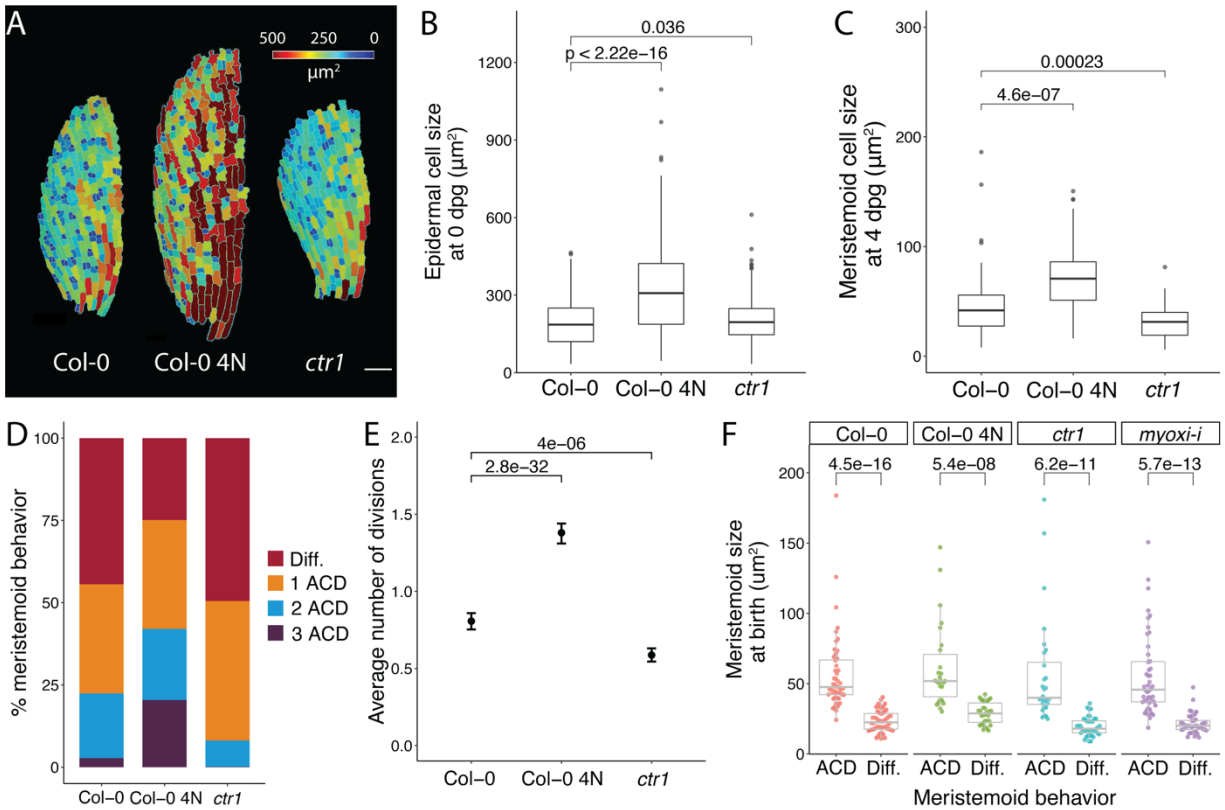 A
500 250 0
µm²
Col-0 Col-0 4N ctr1
B
Epidermal cell size
at 0 dpg (µm²)
1200
900
600
300
0
0.036
p < 2.22e-16
Col-0 Col-0 4N ctr1
C
Meristemoid cell size
at 4 dpg (µm²)
300
200
100
0
0.00023
4.6e-07
Col-0 Col-0 4N ctr1
D
% meristemoid behavior
100
75
50
25
0
Col-0 Col-0 4N ctr1
Diff.
1 ACD
2 ACD
3 ACD
E
Average number of divisions
2.0
1.5
1.0
0.5
0.0
4e-06
2.8e-32
Col-0 Col-0 4N ctr1
F
Meristemoid size
at birth (um²)
200
150
100
50
0
Col-0 Col-0 4N ctr1 myoxi-i
4.5e-16 5.4e-08 6.2e-11 5.7e-13
ACD Diff. ACD Diff. ACD Diff. ACD Diff.
Meristemoid behavior